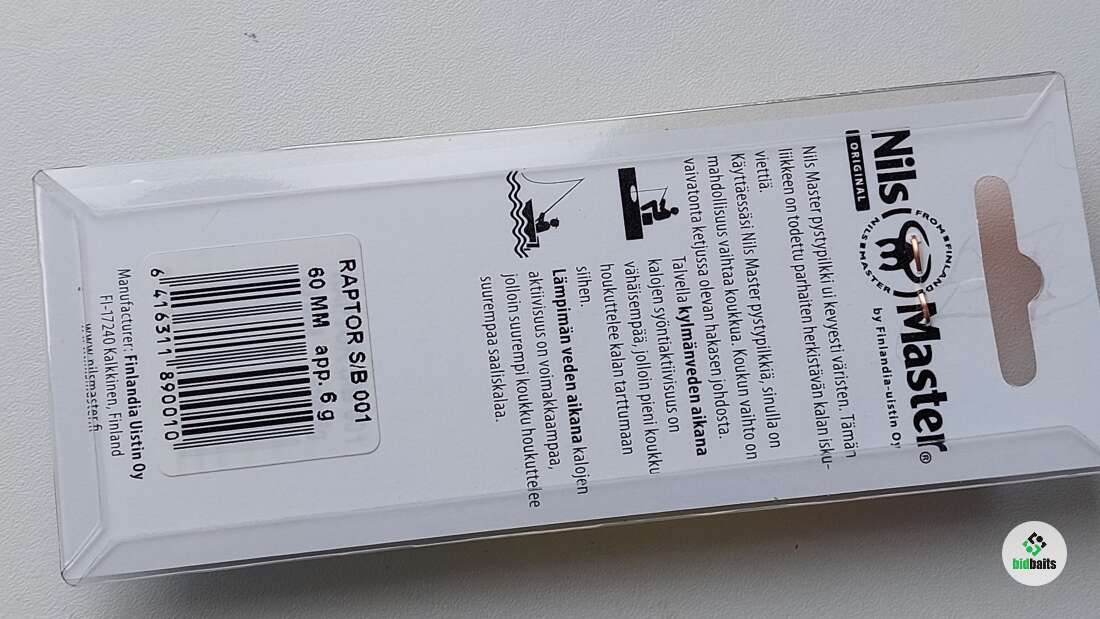 Nils Master®
ORIGINAL
FROM FINLAND
NILS MASTER
by Finlandia-uistin Oy
Nils Master pystypilkki ui kevyesti väristen. Tämän
liikkeen on todettu parhaiten herkistävän kalan isku-
viettiä.
Käyttäessäsi Nils Master pystypilkkiä, sinulla on
mahdollisuus vaihtaa koukkua. Koukun vaihto on
vaivatonta ketjussa olevan hakasen johdosta.
Talvella kylmänveden aikana
kalojen syöntiaktiivisuus on
vähäisempää, jolloin pieni koukku
houkuttelee kalan tarttumaan
siihen.
Lämpimän veden aikana kalojen
aktiivisuus on voimakkaampaa,
jolloin suurempi koukku houkuttelee
suurempaa saaliskalaa.
RAPTOR S/B 001
60 MM app. 6 g
6 416311 890010
Manufacturer: Finlandia Uistin Oy
FI-17240 Kalkkinen, Finland
www.nilsmaster.fi
bidbaits